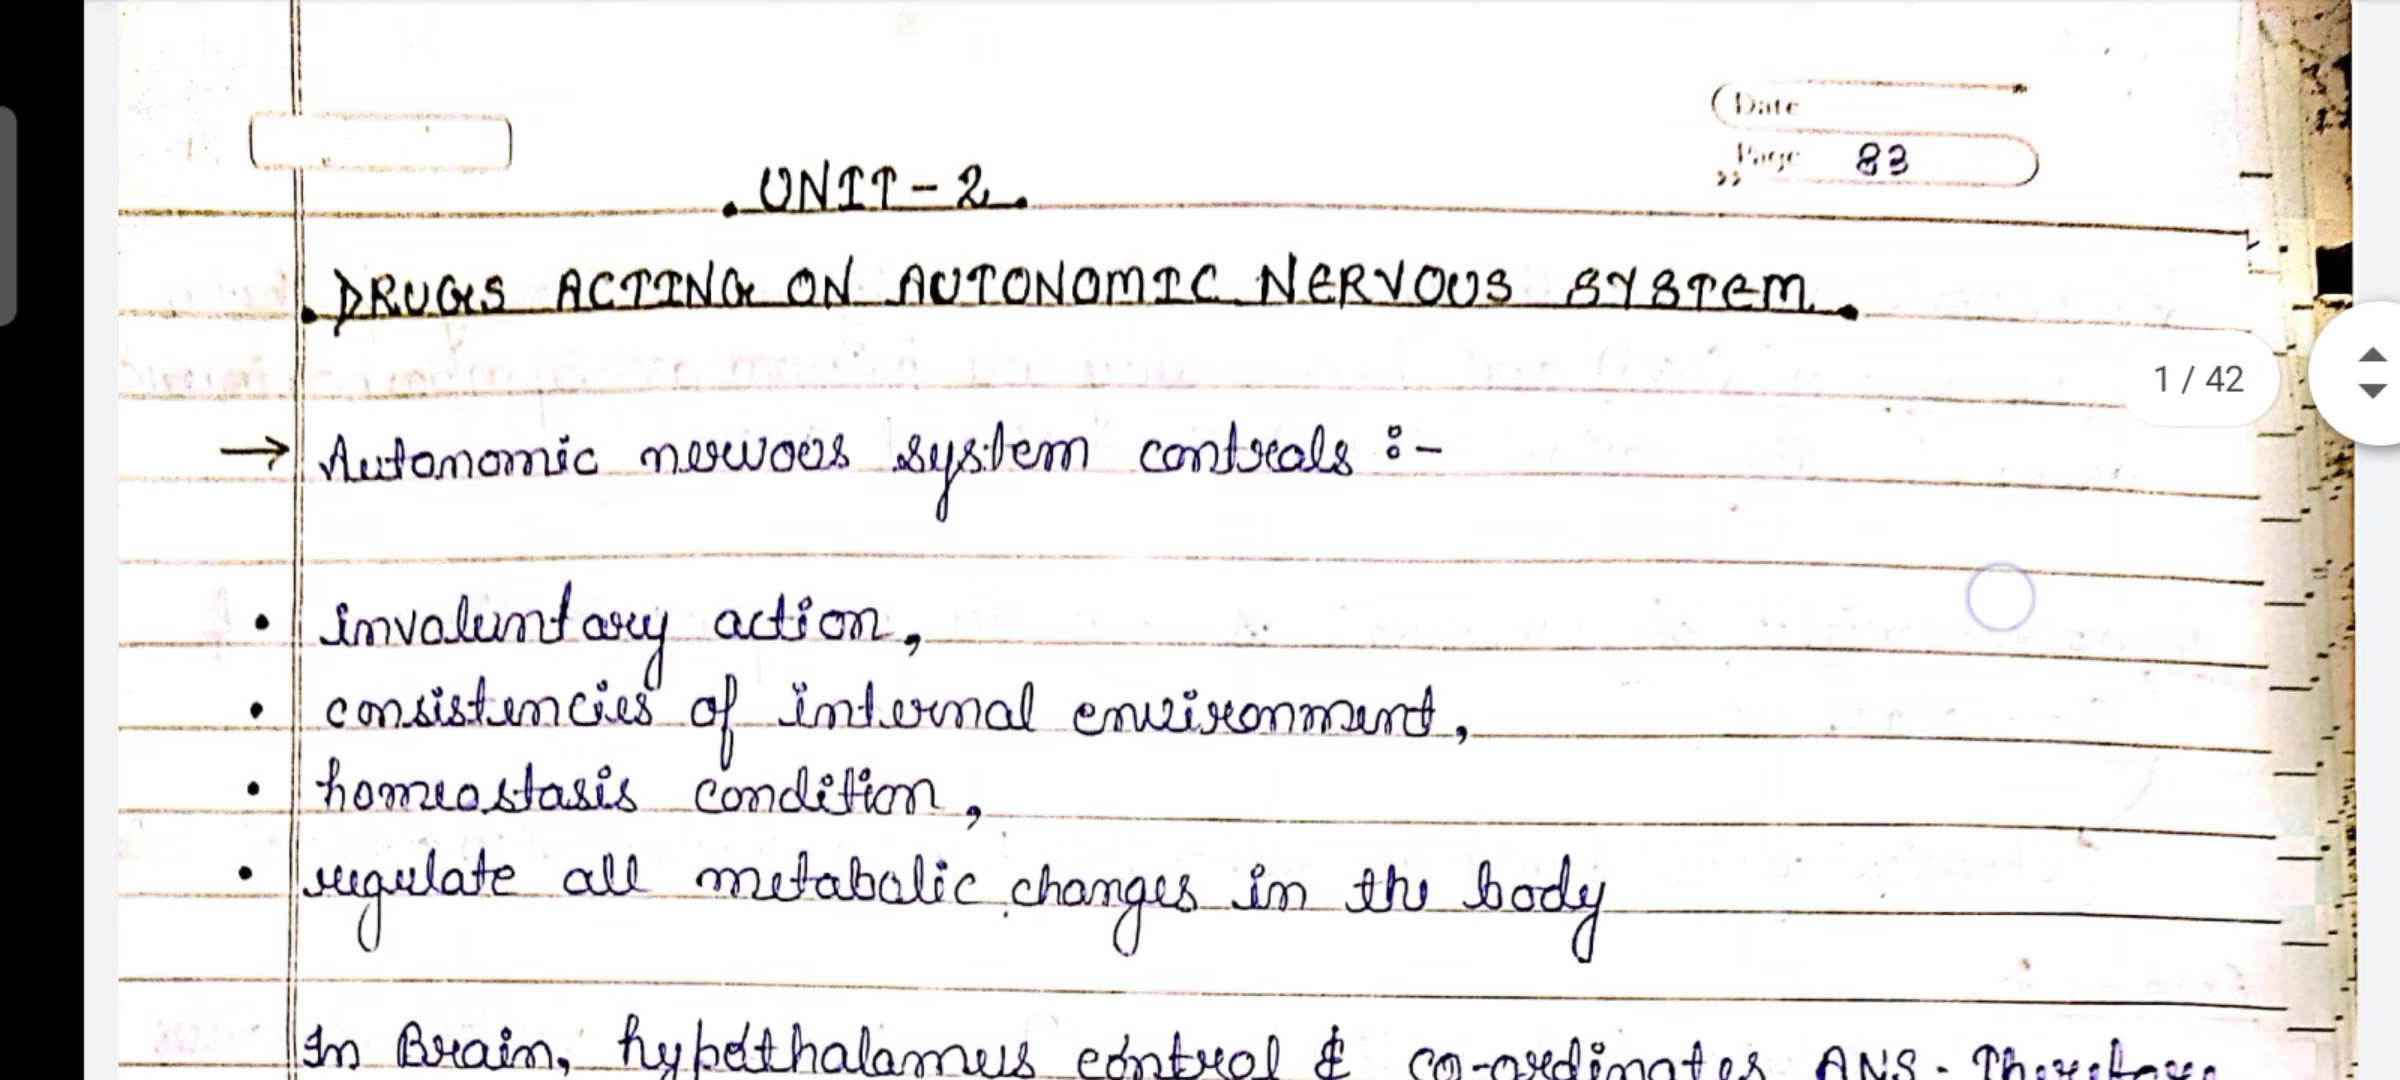 Date
Page 83
UNIT-2
DRUGS ACTING ON AUTONOMIC NERVOUS SYSTEM
1 / 42
→ Autonomic nervous system controls :-
• involuntary action,
• consistencies of internal environment,
• homeostasis condition,
• regulate all metabolic changes in the body
In Brain, hypothalamus control & co-ordinates ANS. Therefore